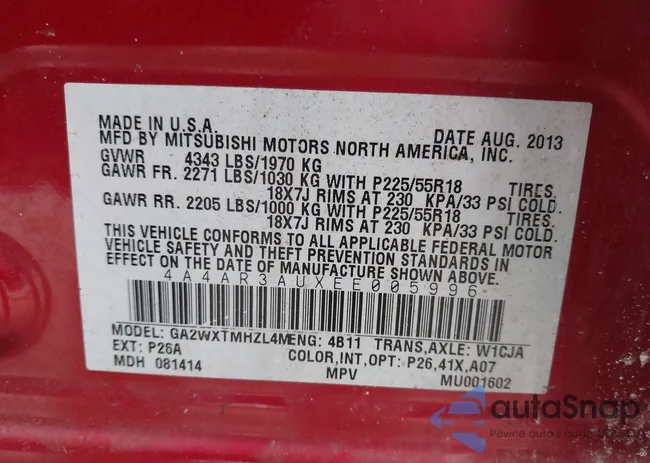 MADE IN U.S.A. DATE AUG. 2013
MFD BY MITSUBISHI MOTORS NORTH AMERICA, INC.
GVWR 4343 LBS/1970 KG
GAWR FR. 2271 LBS/1030 KG WITH P225/55R18 TIRES,
18X7J RIMS AT 230 KPA/33 PSI COLD.
GAWR RR. 2205 LBS/1000 KG WITH P225/55R18 TIRES,
18X7J RIMS AT 230 KPA/33 PSI COLD.
THIS VEHICLE CONFORMS TO ALL APPLICABLE FEDERAL MOTOR
VEHICLE SAFETY AND THEFT PREVENTION STANDARDS IN
EFFECT ON THE DATE OF MANUFACTURE SHOWN ABOVE.
4A4AR3AUXEE005996
MODEL: GA2WXTMHZL4MENG: 4B11 TRANS,AXLE: W1CJA
EXT: P26A COLOR,INT,OPT: P26,41X,A07
MDH 081414 MPV MU001602
autoSnap
Pewne auto z aukcji